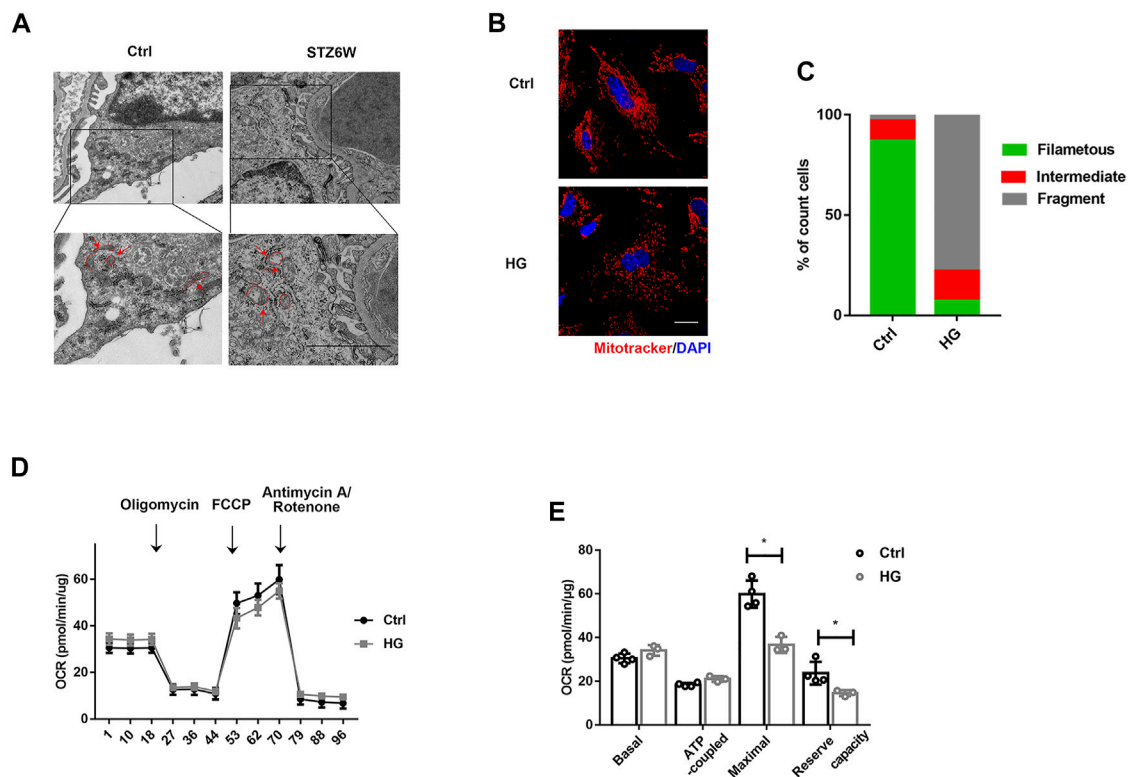 A
Ctrl
STZ6W
B
Ctrl
HG
Mitotracker/DAPI
C
100
50
0
% of count cells
Ctrl
HG
Filametous
Intermediate
Fragment
D
Oligomycin
FCCP
Antimycin A/
Rotenone
60
40
20
0
OCR (pmol/min/ug)
1
10
18
27
36
44
53
62
70
79
88
96
Ctrl
HG
E
80
60
40
20
0
OCR (pmol/min/μg)
*
*
Basal
ATP
-coupled
Maximal
Reserve
capacity
Ctrl
HG